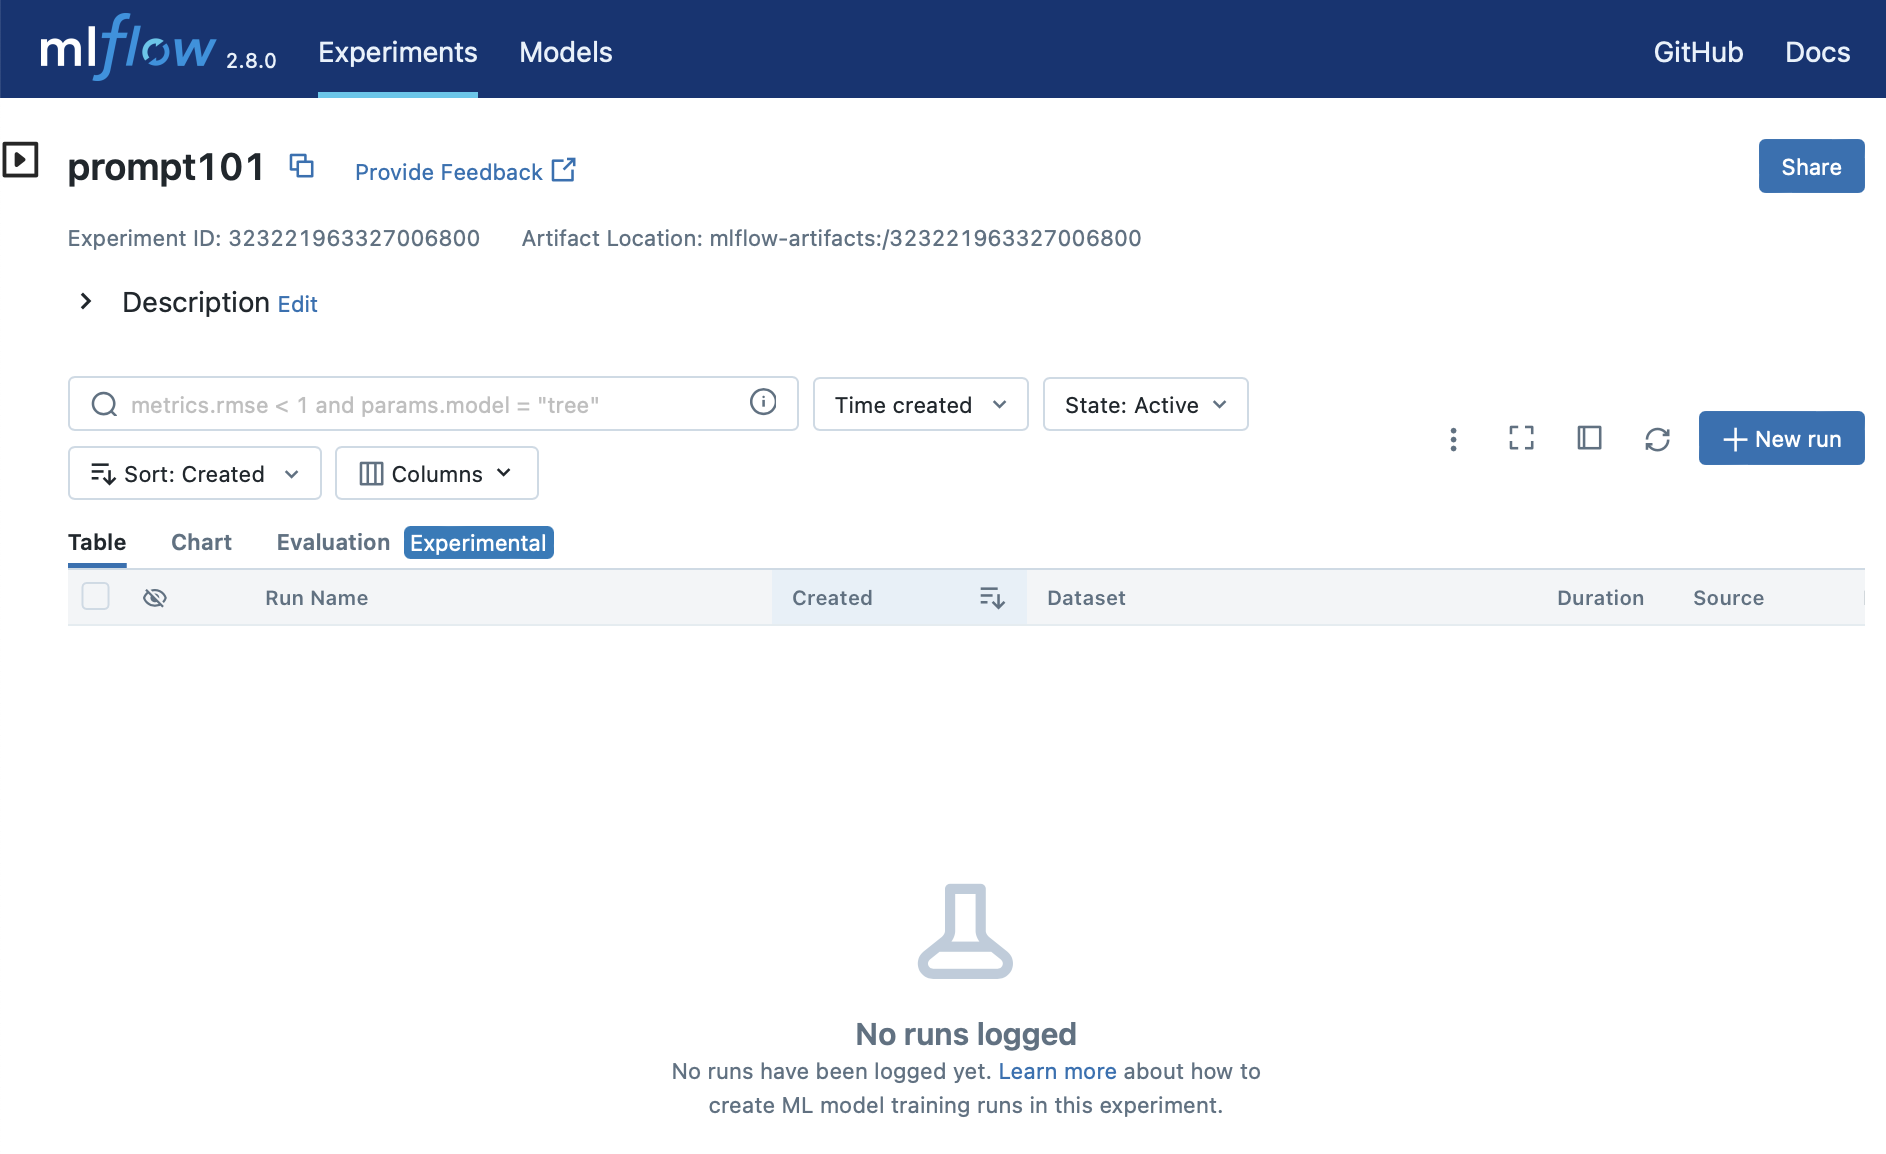 mlflow 2.8.0 Experiments Models GitHub Docs
prompt101 Provide Feedback Share
Experiment ID: 323221963327006800 Artifact Location: mlflow-artifacts:/323221963327006800
Description Edit
metrics.rmse < 1 and params.model = "tree" Time created State: Active
New run
Sort: Created Columns
Table Chart Evaluation Experimental
Run Name Created Dataset Duration Source
No runs logged
No runs have been logged yet. Learn more about how to
create ML model training runs in this experiment.